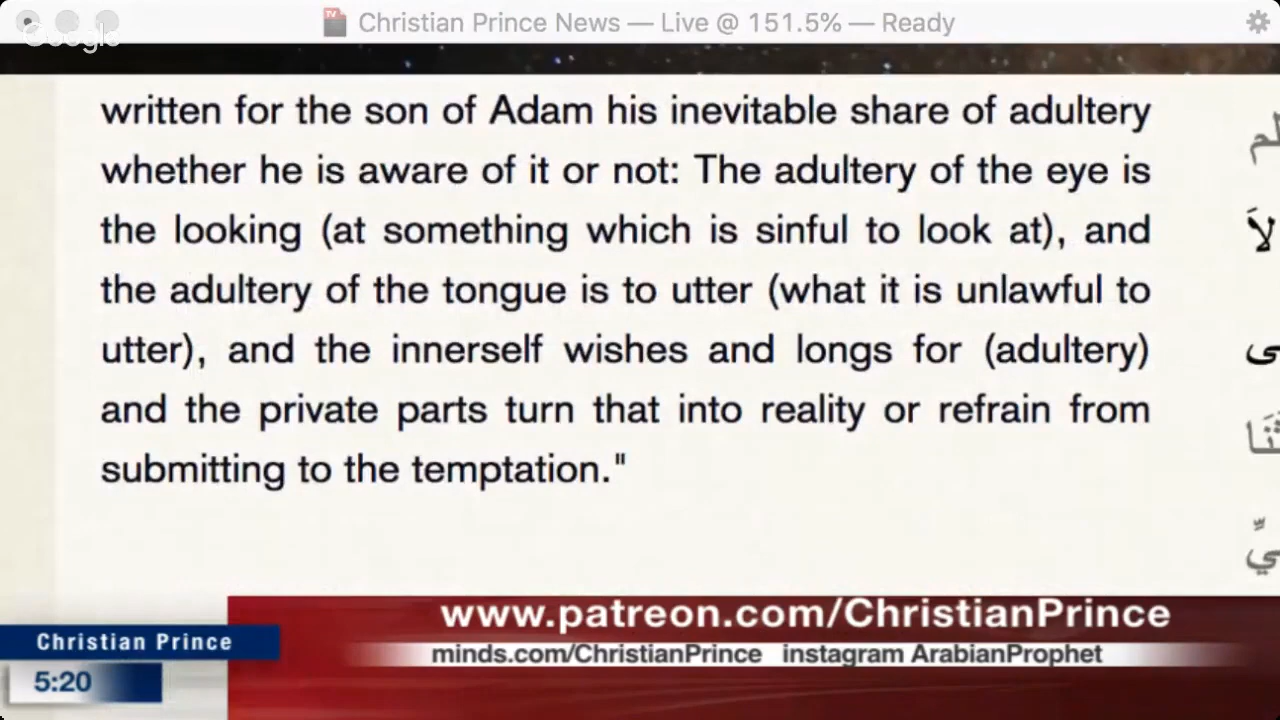 Christian Prince News — Live @ 151.5% — Ready
Google
written for the son of Adam his inevitable share of adultery
whether he is aware of it or not: The adultery of the eye is
the looking (at something which is sinful to look at), and
the adultery of the tongue is to utter (what it is unlawful to
utter), and the innerself wishes and longs for (adultery)
and the private parts turn that into reality or refrain from
submitting to the temptation."
www.patreon.com/ChristianPrince
Christian Prince
minds.com/ChristianPrince instagram ArabianProphet
5:20